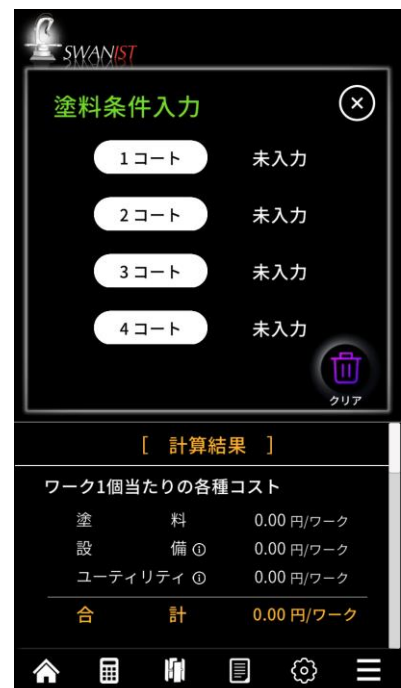 SWANIST
塗料条件入力
1コート 未入力
2コート 未入力
3コート 未入力
4コート 未入力
クリア
[ 計算結果 ]
ワーク1個当たりの各種コスト
塗 料 0.00 円/ワーク
設 備 0.00 円/ワーク
ユーティリティ 0.00 円/ワーク
合 計 0.00 円/ワーク